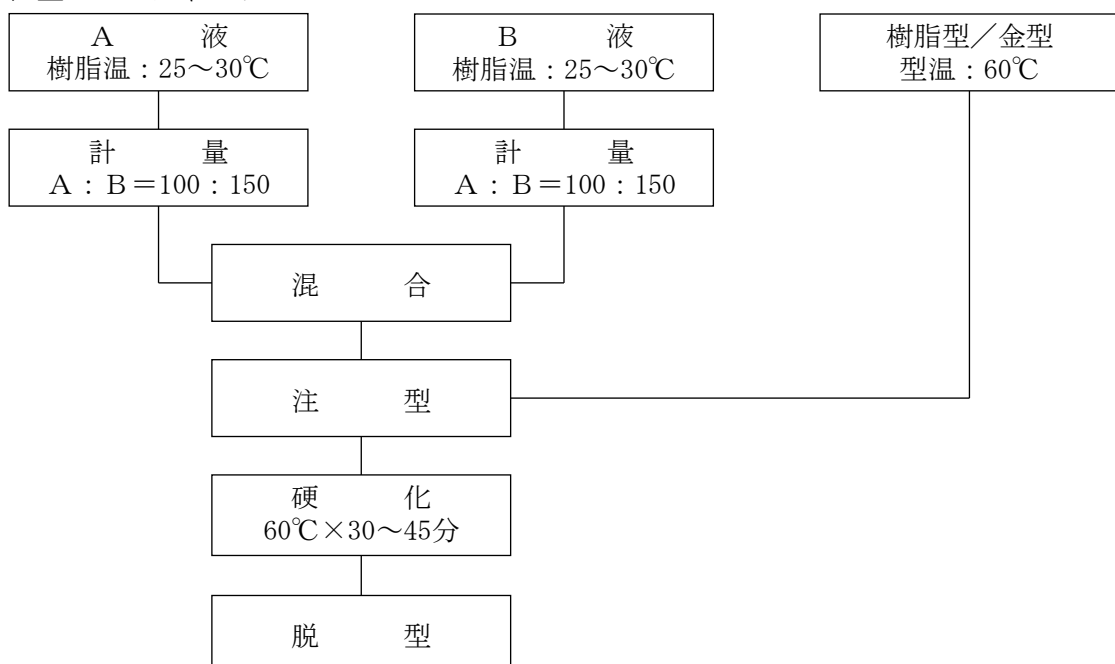 A 液
樹脂温:25～30℃
B 液
樹脂温:25～30℃
樹脂型／金型
型温:60℃
計 量
A:B=100:150
計 量
A:B=100:150
混 合
注 型
硬 化
60℃×30～45分
脱 型